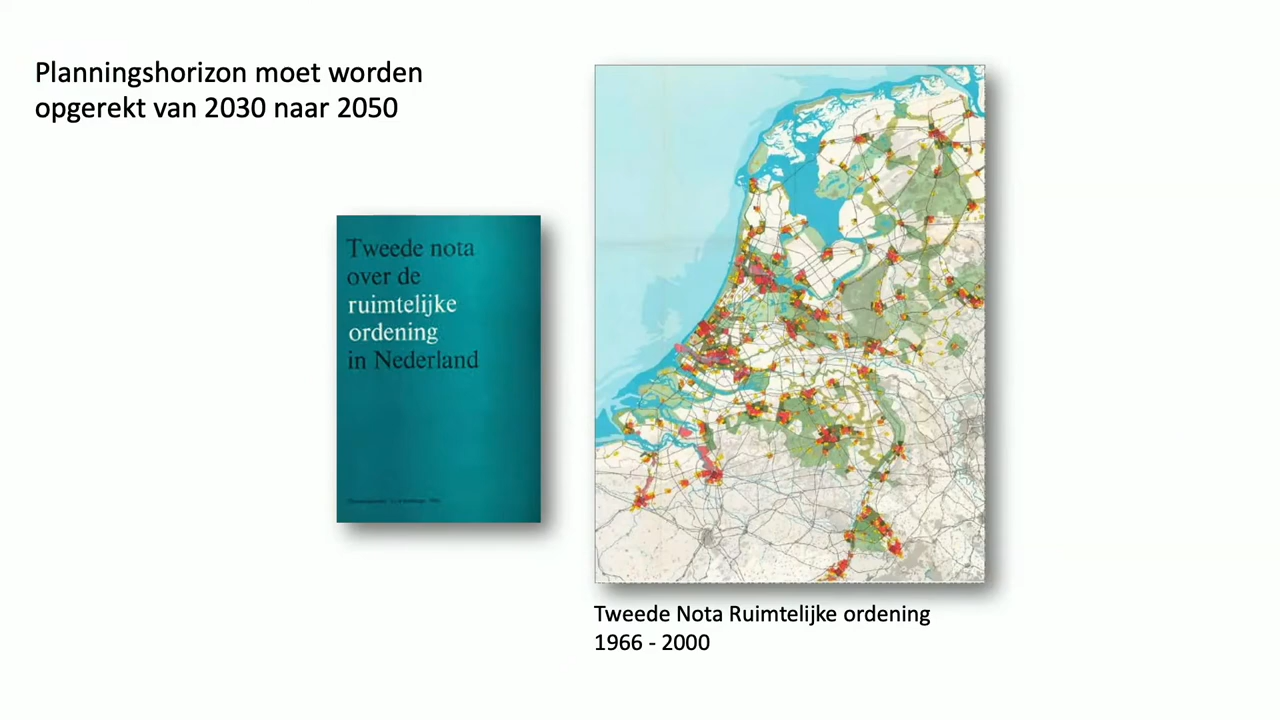 Planningshorizon moet worden
opgerekt van 2030 naar 2050
Tweede nota
over de
ruimtelijke
ordening
in Nederland
Tweede Nota Ruimtelijke ordening
1966 - 2000